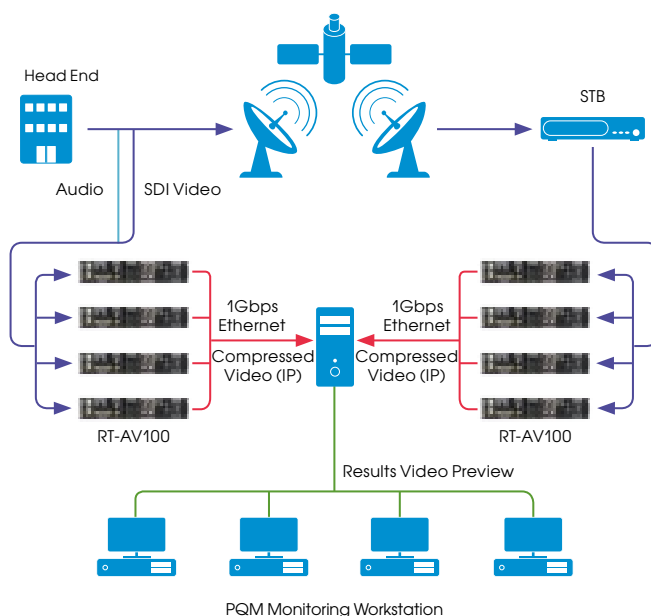 Head End
STB
Audio
SDI Video
1Gbps
Ethernet
Compressed
Video (IP)
1Gbps
Ethernet
Compressed
Video (IP)
RT-AV100
RT-AV100
Results Video Preview
PQM Monitoring Workstation